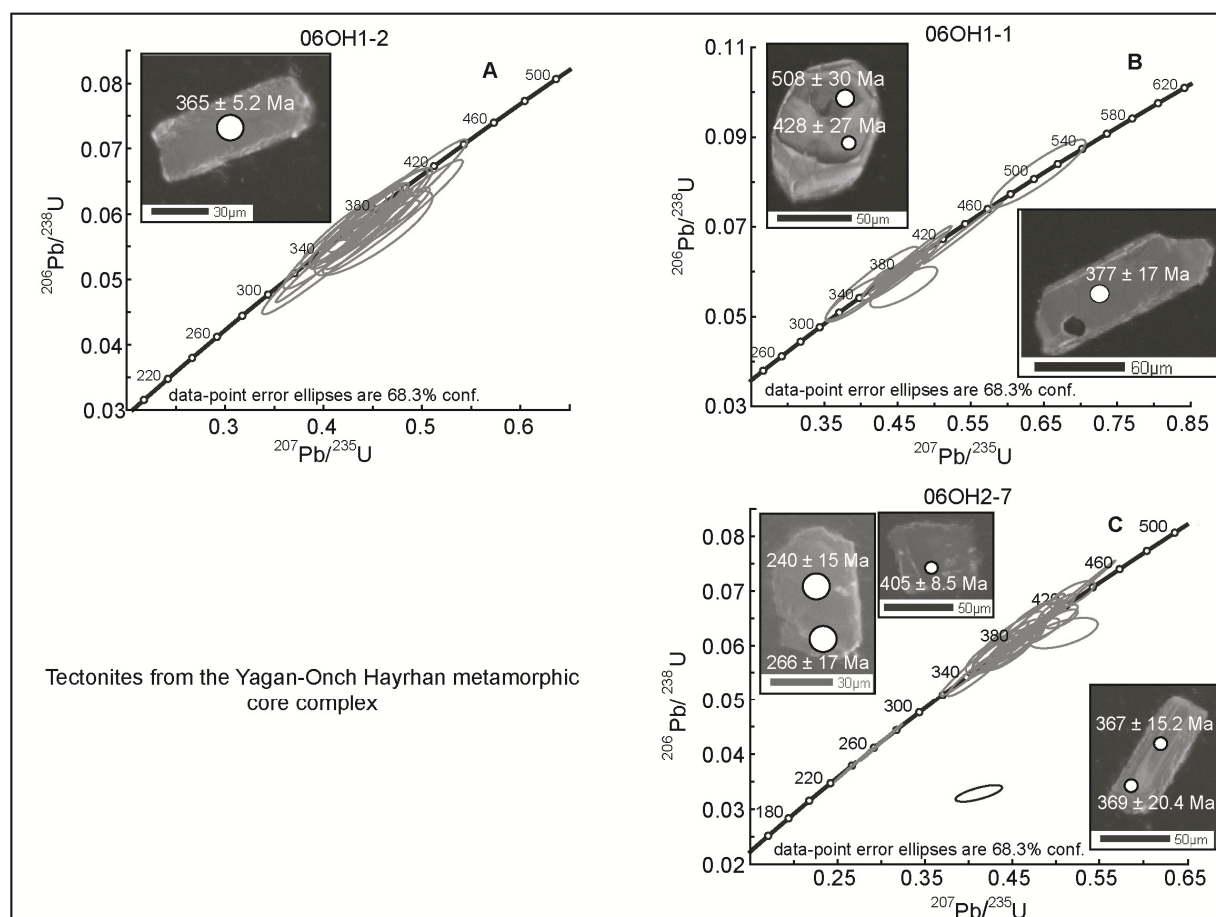 06OH1-2
A
0.08
0.07
0.06
0.05
0.04
0.03
206Pb/238U
500
460
420
380
340
300
260
220
365 ± 5.2 Ma
30µm
data-point error ellipses are 68.3% conf.
0.3
0.4
0.5
0.6
207Pb/235U
06OH1-1
B
0.11
0.09
0.07
0.05
0.03
206Pb/238U
508 ± 30 Ma
428 ± 27 Ma
50µm
620
580
540
500
460
420
380
340
300
260
377 ± 17 Ma
60µm
data-point error ellipses are 68.3% conf.
0.35
0.45
0.55
0.65
0.75
0.85
207Pb/235U
Tectonites from the Yagan-Onch Hayrhan metamorphic
core complex
06OH2-7
C
0.08
0.07
0.06
0.05
0.04
0.03
0.02
206Pb/238U
240 ± 15 Ma
266 ± 17 Ma
30µm
405 ± 8.5 Ma
50µm
500
460
420
380
340
300
260
220
180
367 ± 15.2 Ma
369 ± 20.4 Ma
50µm
data-point error ellipses are 68.3% conf.
0.25
0.35
0.45
0.55
0.65
207Pb/235U